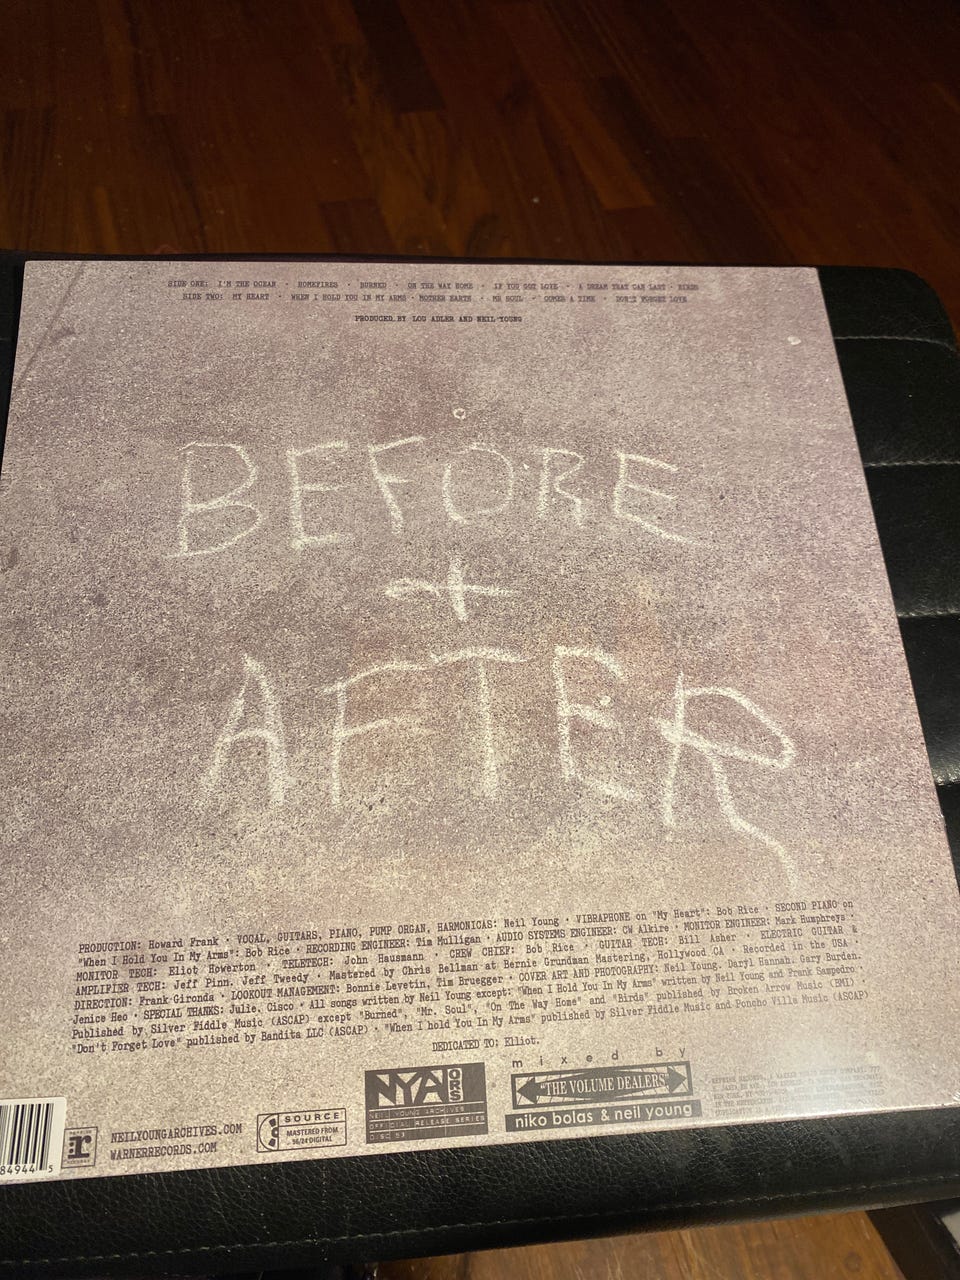 SIDE ONE: I'M THE OCEAN · HOMEFIRES · BURNED · ON THE WAY HOME · IF YOU GOT LOVE · A DREAM THAT CAN LAST · BIRDS
SIDE TWO: MY HEART · WHEN I HOLD YOU IN MY ARMS · MOTHER EARTH · MR SOUL · COMES A TIME · DON'T FORGET LOVE
PRODUCED BY LOU ADLER AND NEIL YOUNG
BEFORE
+
AFTER
PRODUCTION: Howard Frank · VOCAL, GUITARS, PIANO, PUMP ORGAN, HARMONICAS: Neil Young · VIBRAPHONE on "My Heart": Bob Rice · SECOND PIANO on
"When I Hold You In My Arms": Bob Rice · RECORDING ENGINEER: Tim Mulligan · AUDIO SYSTEMS ENGINEER: CW Alkire · MONITOR ENGINEER: Mark Humphreys ·
MONITOR TECH: Eliot Howerton · TELETECH: John Hausmann · CREW CHIEF: Bob Rice · GUITAR TECH: Bill Asher · ELECTRIC GUITAR &
AMPLIFIER TECH: Jeff Pinn, Jeff Tweedy · Mastered by Chris Bellman at Bernie Grundman Mastering, Hollywood CA · Recorded in the USA ·
DIRECTION: Frank Gironda · LOOKOUT MANAGEMENT: Bonnie Levetin, Tim Bruegger · COVER ART AND PHOTOGRAPHY: Neil Young, Daryl Hannah, Gary Burden,
Jenice Heo · SPECIAL THANKS: Julie, Cisco · All songs written by Neil Young except: "When I Hold You In My Arms" written by Neil Young and Frank Sampedro ·
Published by Silver Fiddle Music (ASCAP) except "Burned", "Mr. Soul", "On The Way Home" and "Birds" published by Broken Arrow Music (BMI) ·
"Don't Forget Love" published by Bandita LLC (ASCAP) · "When I hold You In My Arms" published by Silver Fiddle Music and Poncho Villa Music (ASCAP)
DEDICATED TO: Elliot.
84944 5
r
NEILYOUNGARCHIVES.COM
WARNERRECORDS.COM
SOURCE
MASTERED FROM
96/24 DIGITAL
NYA ORS
NEIL YOUNG ARCHIVES
OFFICIAL RELEASE SERIES
mixed by
"THE VOLUME DEALERS"
niko bolas & neil young